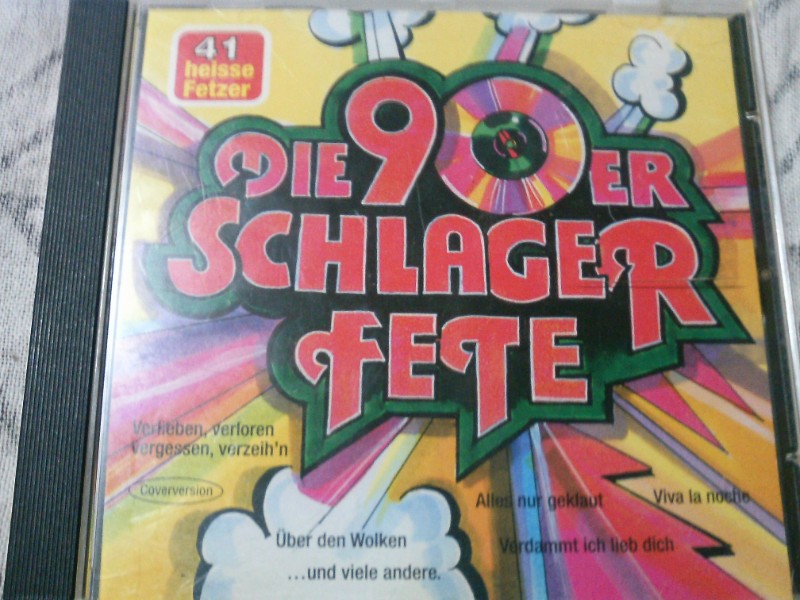 41
heisse
Fetzer
DIE 90ER
SCHLAGER
FETE
Verlieben, verloren
vergessen, verzeih'n
Coverversion
Alles nur geklaut
Viva la noche
Über den Wolken
Verdammt ich lieb dich
...und viele andere.